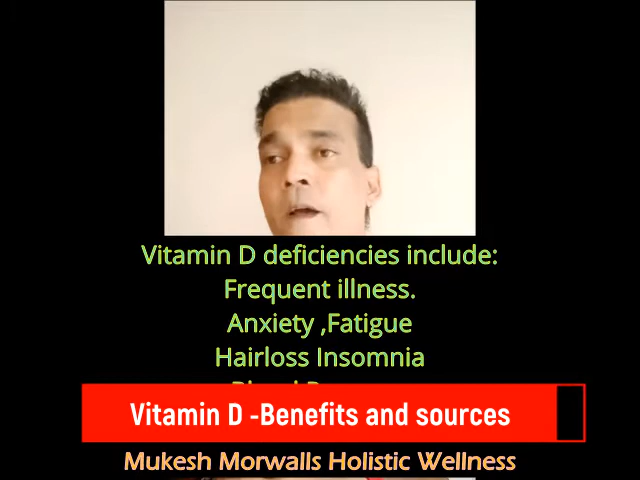 Vitamin D deficiencies include:
Frequent illness.
Anxiety ,Fatigue
Hairloss Insomnia
Vitamin D -Benefits and sources
Mukesh Morwalls Holistic Wellness